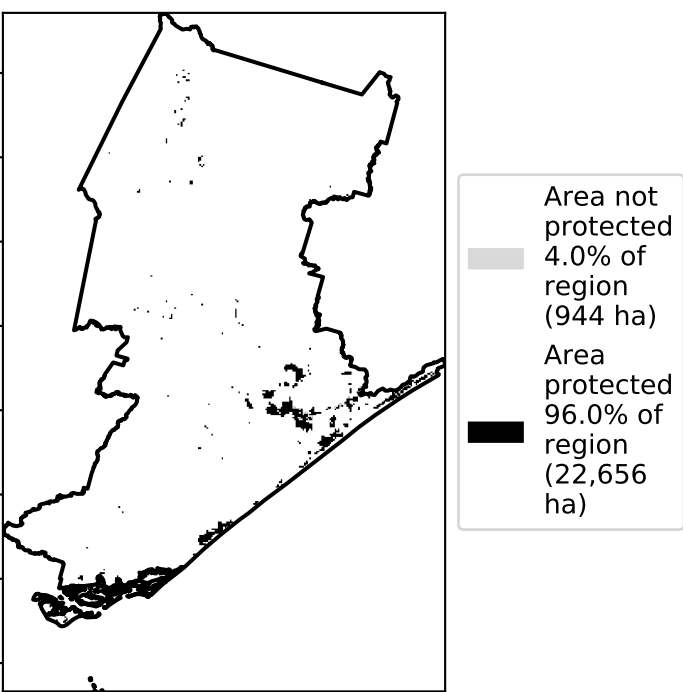 Area not
protected
4.0% of
region
(944 ha)
Area
protected
96.0% of
region
(22,656
ha)